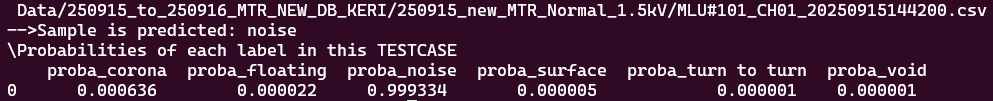 Data/250915_to_250916_MTR_NEW_DB_KERI/250915_new_MTR_Normal_1.5kV/MLU#101_CH01_20250915144200.csv
-->Sample is predicted: noise
\Probabilities of each label in this TESTCASE
proba_corona proba_floating proba_noise proba_surface proba_turn to turn proba_void
0 0.000636 0.000022 0.999334 0.000005 0.000001 0.000001